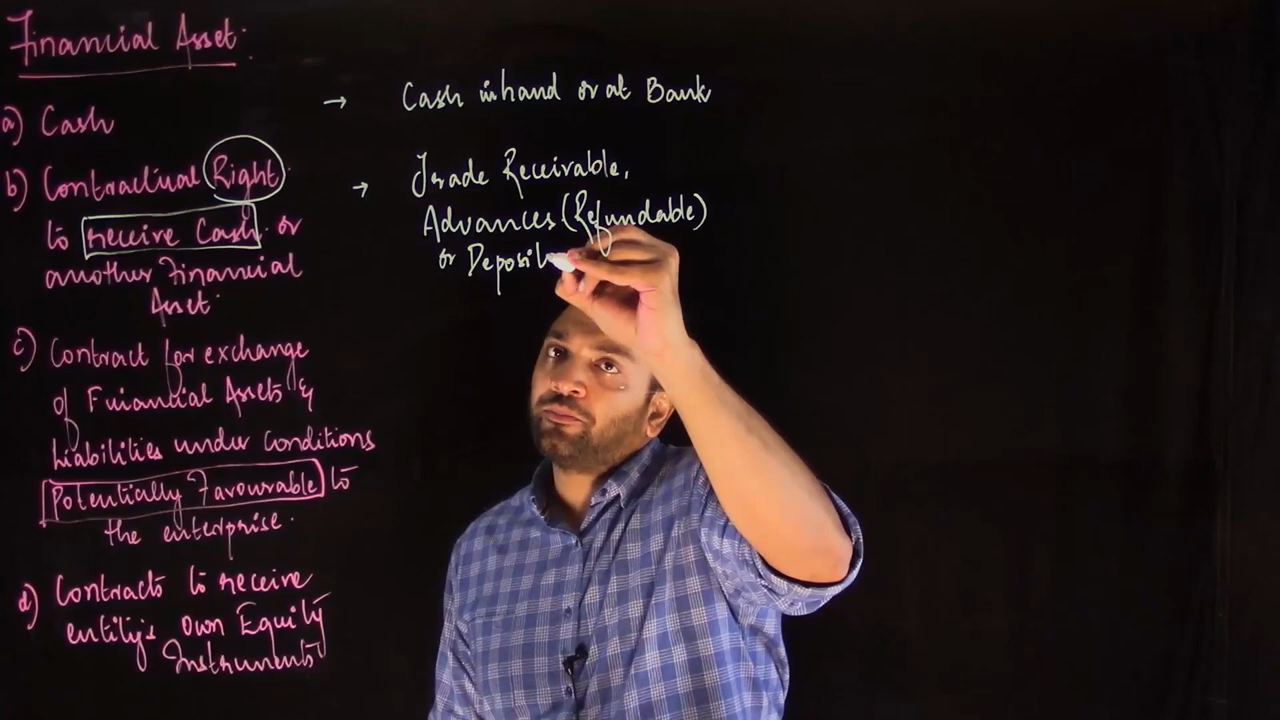 Financial Asset.
a) Cash
→ Cash in hand or at Bank
b) Contractual Right
to receive Cash or
another Financial
Asset.
→ Trade Receivable,
Advances (Refundable)
or Deposit
c) Contract for exchange
of Financial Assets &
Liabilities under conditions
Potentially Favourable to
the enterprise.
d) Contracts to receive
entity's own Equity
Instruments